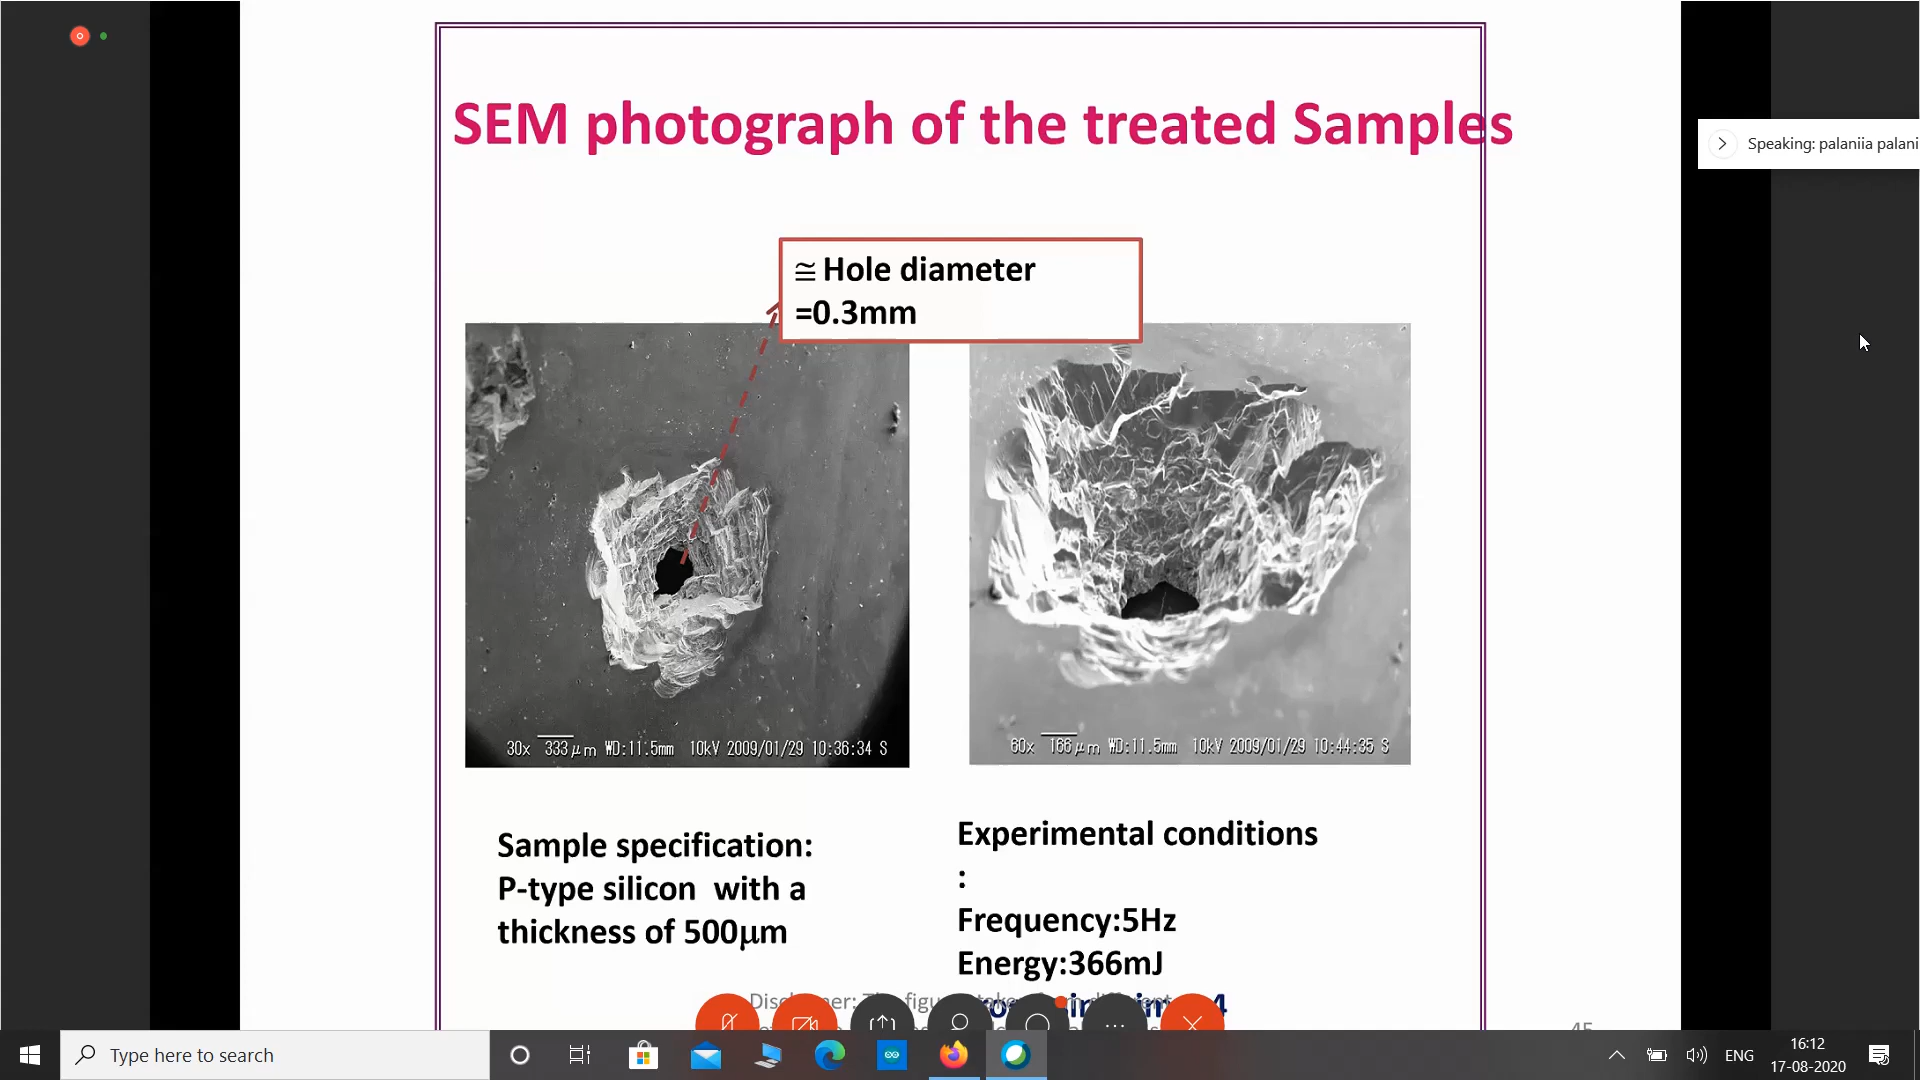 SEM photograph of the treated Samples
Speaking: palaniia palani
≅ Hole diameter
=0.3mm
30x 333μm WD:11.5mm 10kV 2009/01/29 10:36:34 S
60x 166μm WD:11.5mm 10kV 2009/01/29 10:44:35 S
Sample specification:
P-type silicon with a
thickness of 500μm
Experimental conditions
:
Frequency:5Hz
Energy:366mJ
Type here to search
ENG
16:12
17-08-2020